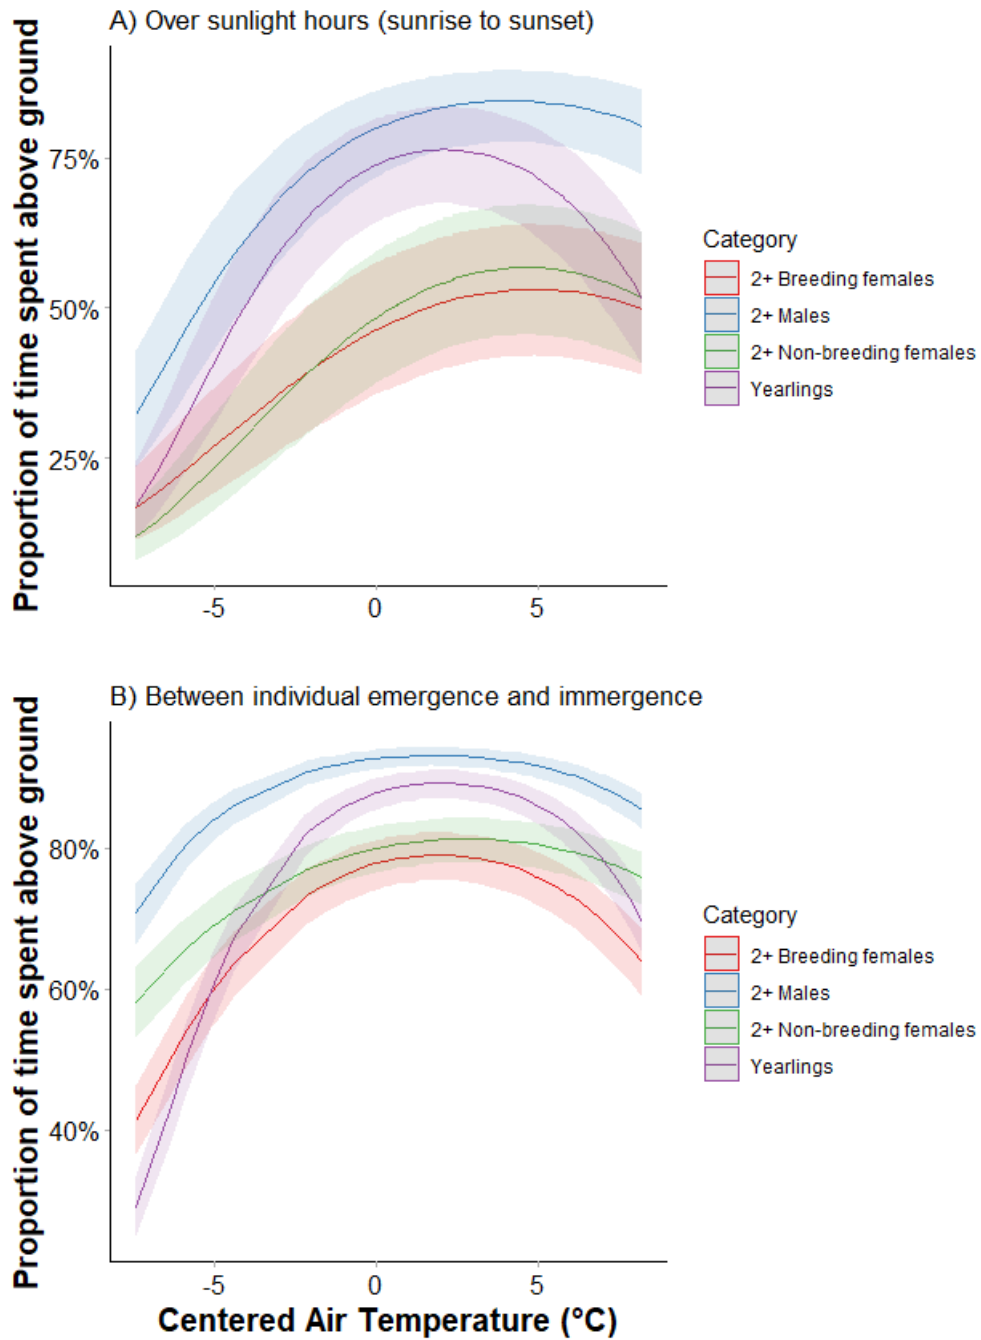 A) Over sunlight hours (sunrise to sunset)
Proportion of time spent above ground
75%
50%
25%
-5
0
5
Category
2+ Breeding females
2+ Males
2+ Non-breeding females
Yearlings
B) Between individual emergence and immergence
Proportion of time spent above ground
80%
60%
40%
-5
0
5
Centered Air Temperature (°C)
Category
2+ Breeding females
2+ Males
2+ Non-breeding females
Yearlings